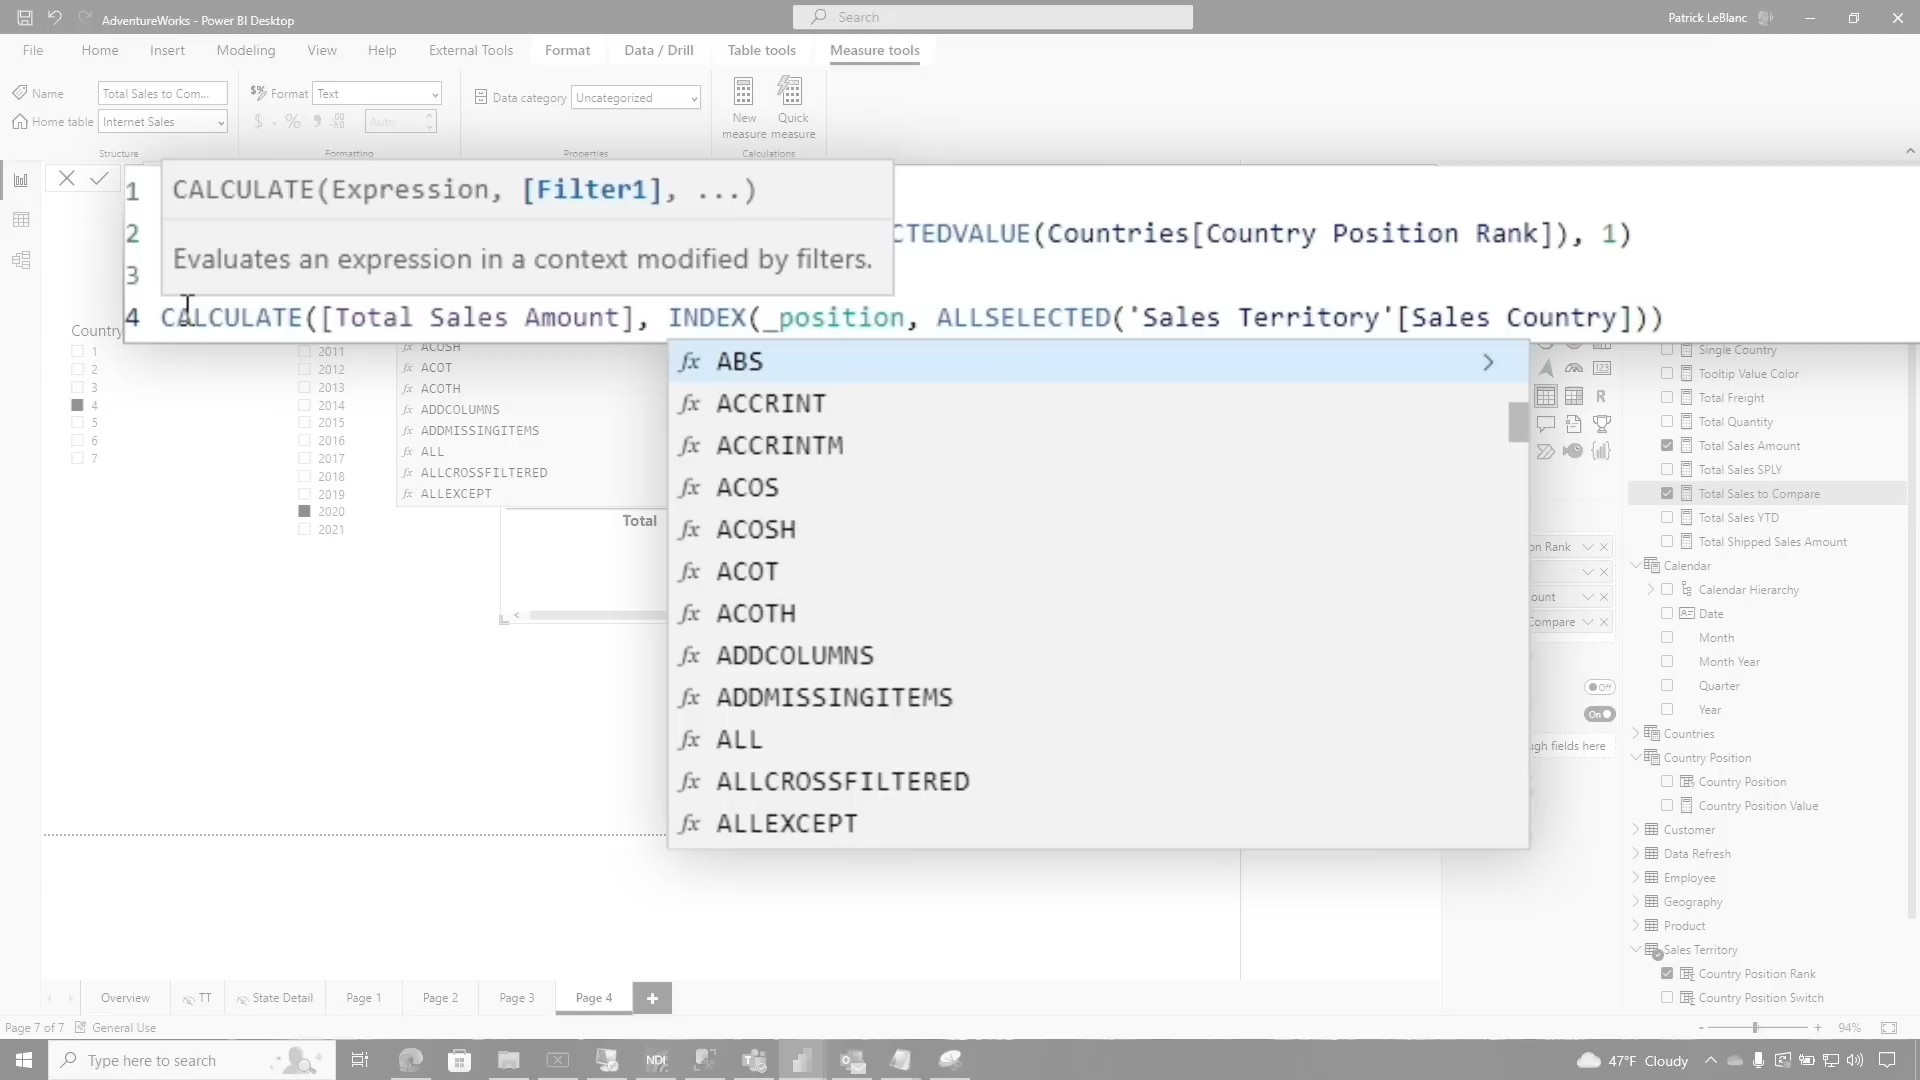 AdventureWorks - Power BI Desktop
Search
Patrick LeBlanc
File Home Insert Modeling View Help External Tools Format Data / Drill Table tools Measure tools
Name Total Sales to Com...
Home table Internet Sales
Structure
$% Format Text
$ % Auto
Formatting
Data category Uncategorized
Properties
New measure
Quick measure
Calculations
1
CALCULATE(Expression, [Filter1], ...)
Evaluates an expression in a context modified by filters.
2 CTEDVALUE(Countries[Country Position Rank]), 1)
3
4 CALCULATE([Total Sales Amount], INDEX(_position, ALLSELECTED('Sales Territory'[Sales Country]))
Country
1
2
3
4
5
6
7
2011
2012
2013
2014
2015
2016
2017
2018
2019
2020
2021
ACOSH
ACOT
ACOTH
ADDCOLUMNS
ADDMISSINGITEMS
ALL
ALLCROSSFILTERED
ALLEXCEPT
Total
ABS
ACCRINT
ACCRINTM
ACOS
ACOSH
ACOT
ACOTH
ADDCOLUMNS
ADDMISSINGITEMS
ALL
ALLCROSSFILTERED
ALLEXCEPT
123
R
on Rank
ount
Compare
Off
On
ugh fields here
Single Country
Tooltip Value Color
Total Freight
Total Quantity
Total Sales Amount
Total Sales SPLY
Total Sales to Compare
Total Sales YTD
Total Shipped Sales Amount
Calendar
Calendar Hierarchy
Date
Month
Month Year
Quarter
Year
Countries
Country Position
Country Position
Country Position Value
Customer
Data Refresh
Employee
Geography
Product
Sales Territory
Country Position Rank
Country Position Switch
Overview TT State Detail Page 1 Page 2 Page 3 Page 4
Page 7 of 7 General Use
- + 94%
Type here to search
NDI
47°F Cloudy